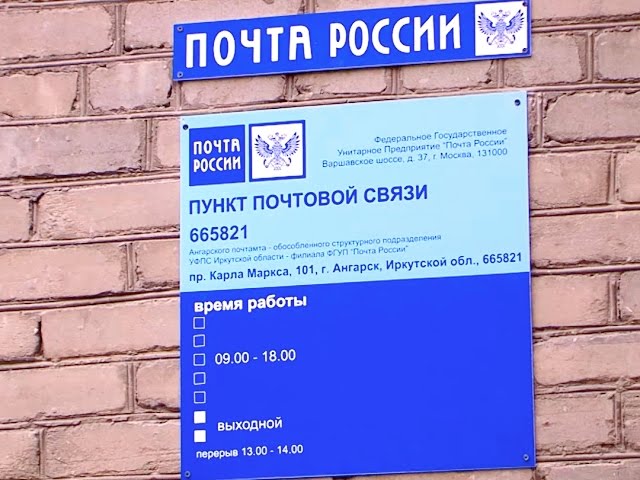 ПОЧТА РОССИИ
ПОЧТА
РОССИИ
Федеральное Государственное
Унитарное Предприятие "Почта России"
Варшавское шоссе, д. 37, г. Москва, 131000
ПУНКТ ПОЧТОВОЙ СВЯЗИ
665821
Ангарского почтамта - обособленного структурного подразделения
УФПС Иркутской области - филиала ФГУП "Почта России"
пр. Карла Маркса, 101, г. Ангарск, Иркутской обл., 665821
время работы
09.00 - 18.00
выходной
перерыв 13.00 - 14.00